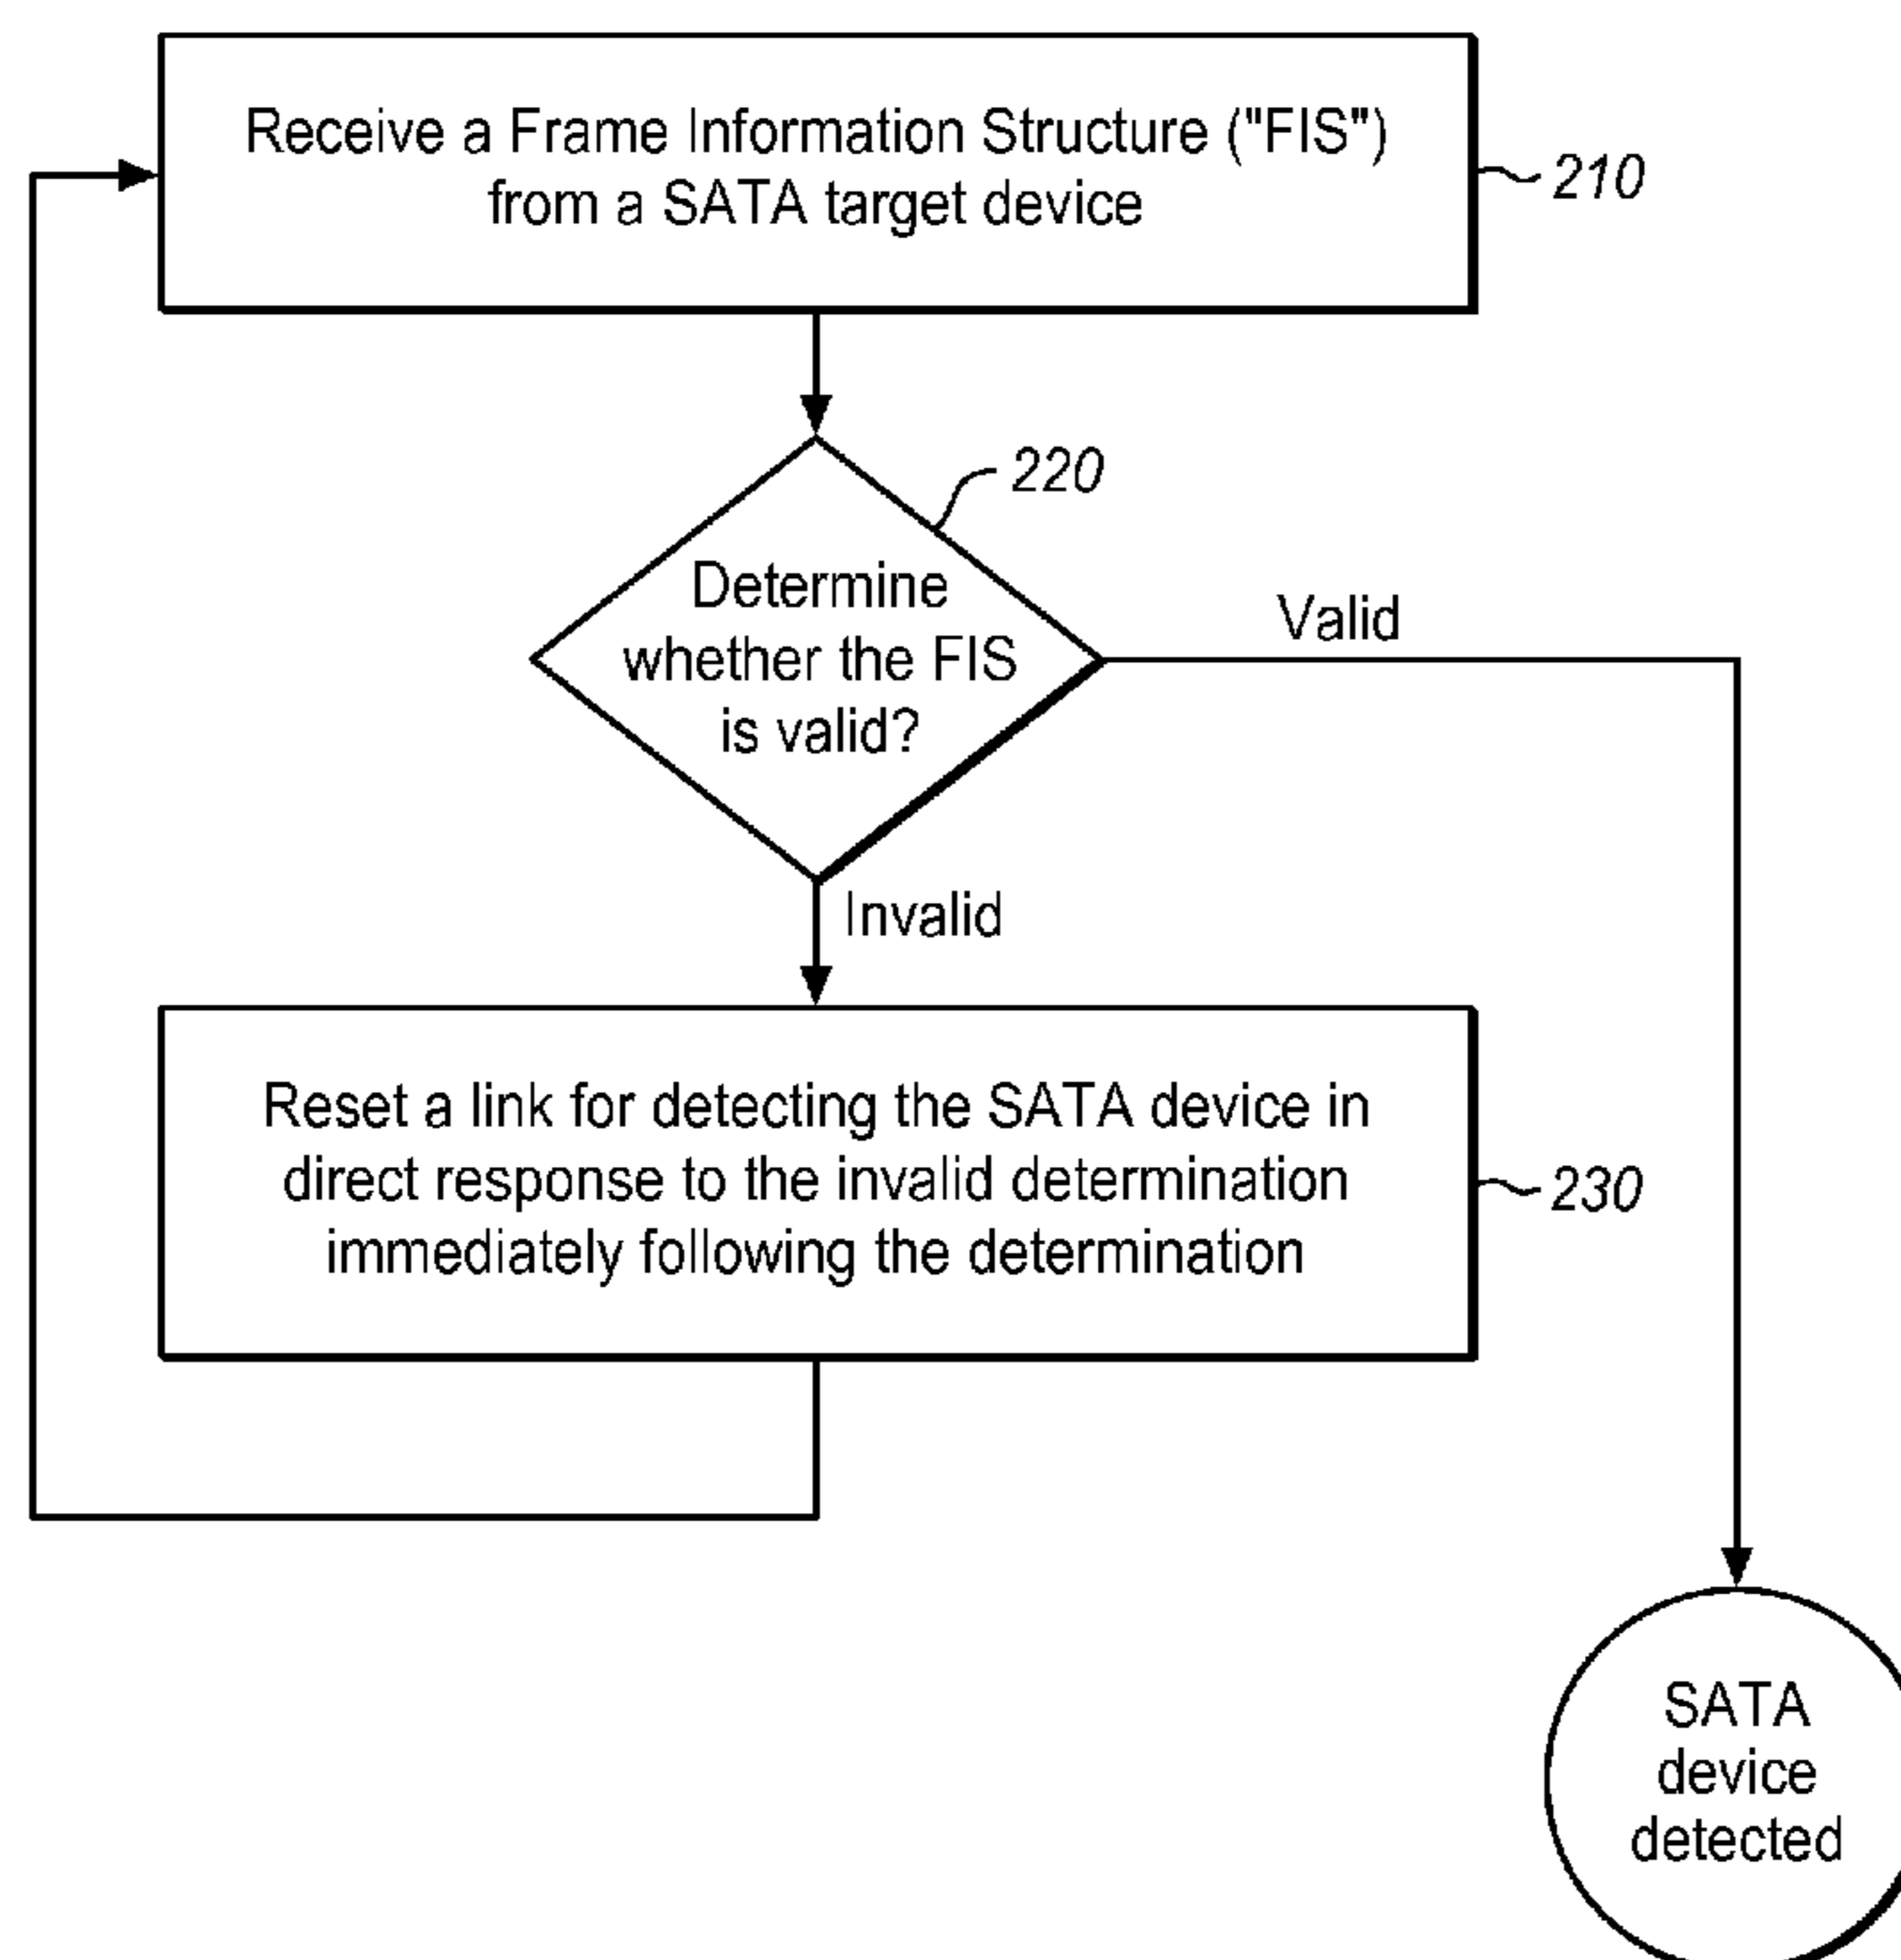 Receive a Frame Information Structure ("FIS")
from a SATA target device
210
220
Determine
whether the FIS
is valid?
Valid
Invalid
Reset a link for detecting the SATA device in
direct response to the invalid determination
immediately following the determination
230
SATA
device
detected